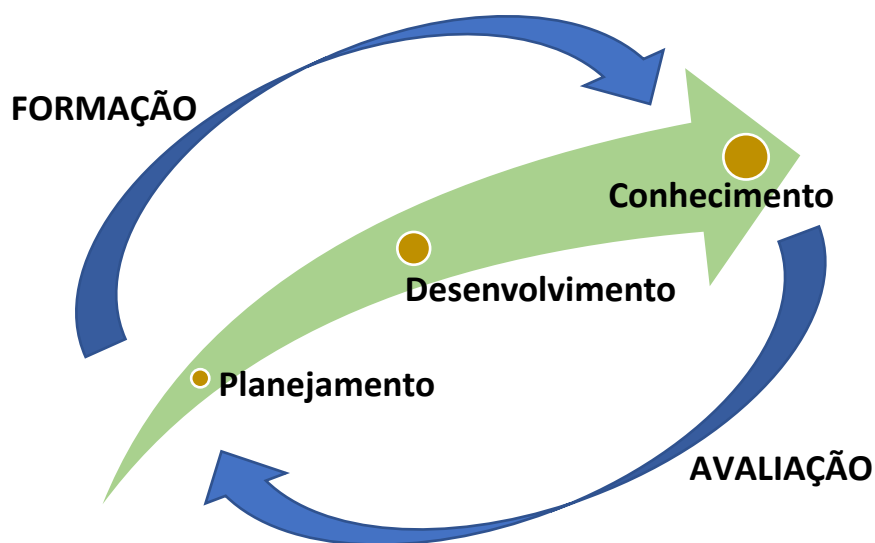 FORMAÇÃO
Conhecimento
Desenvolvimento
Planejamento
AVALIAÇÃO